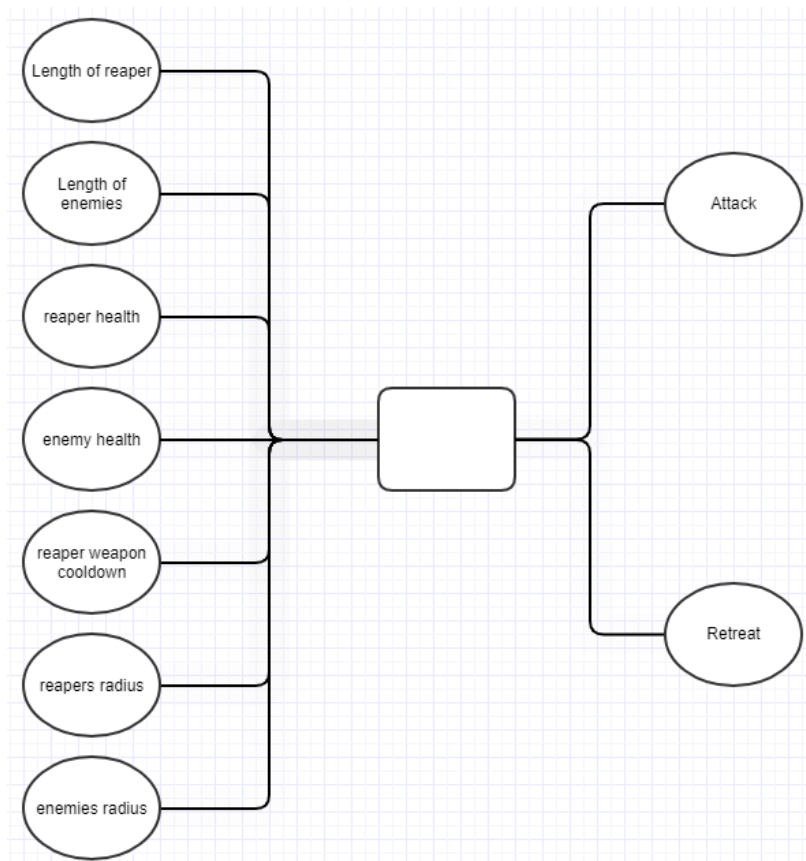 Length of reaper
Length of
enemies
reaper health
enemy health
reaper weapon
cooldown
reapers radius
enemies radius
Attack
Retreat